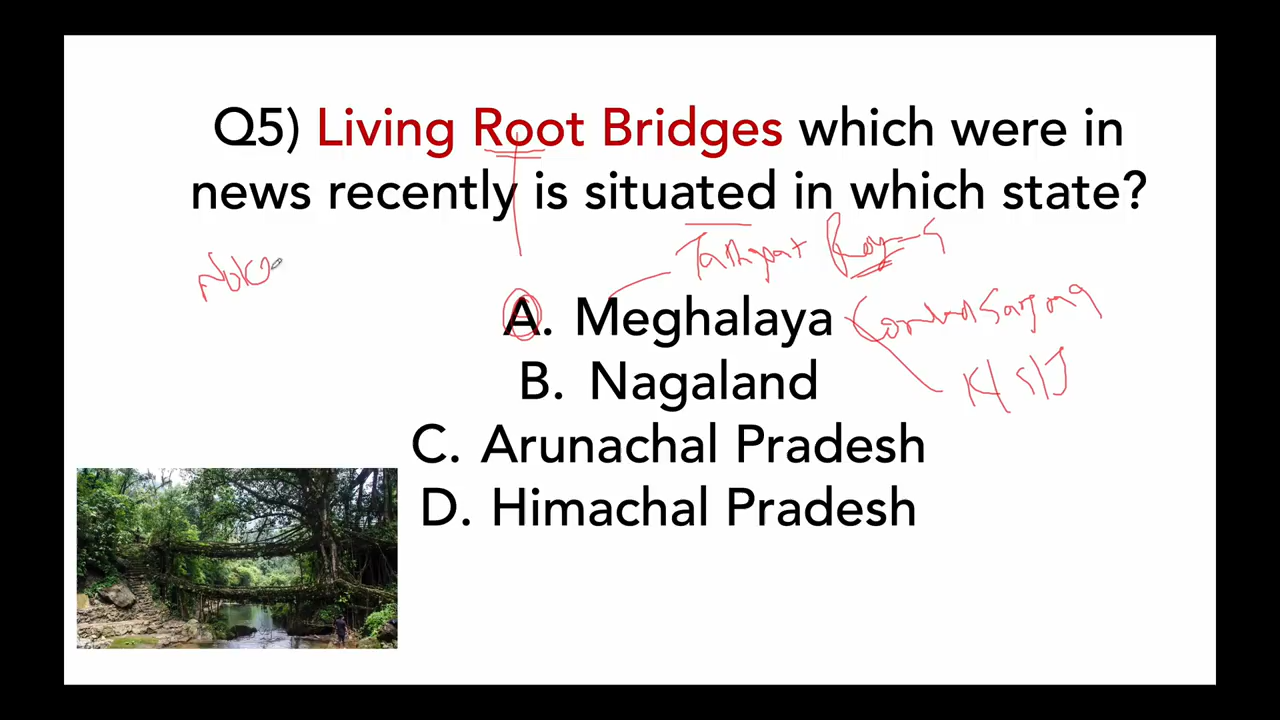 Q5) Living Root Bridges which were in
news recently is situated in which state?
A. Meghalaya
B. Nagaland
C. Arunachal Pradesh
D. Himachal Pradesh
K/S/J